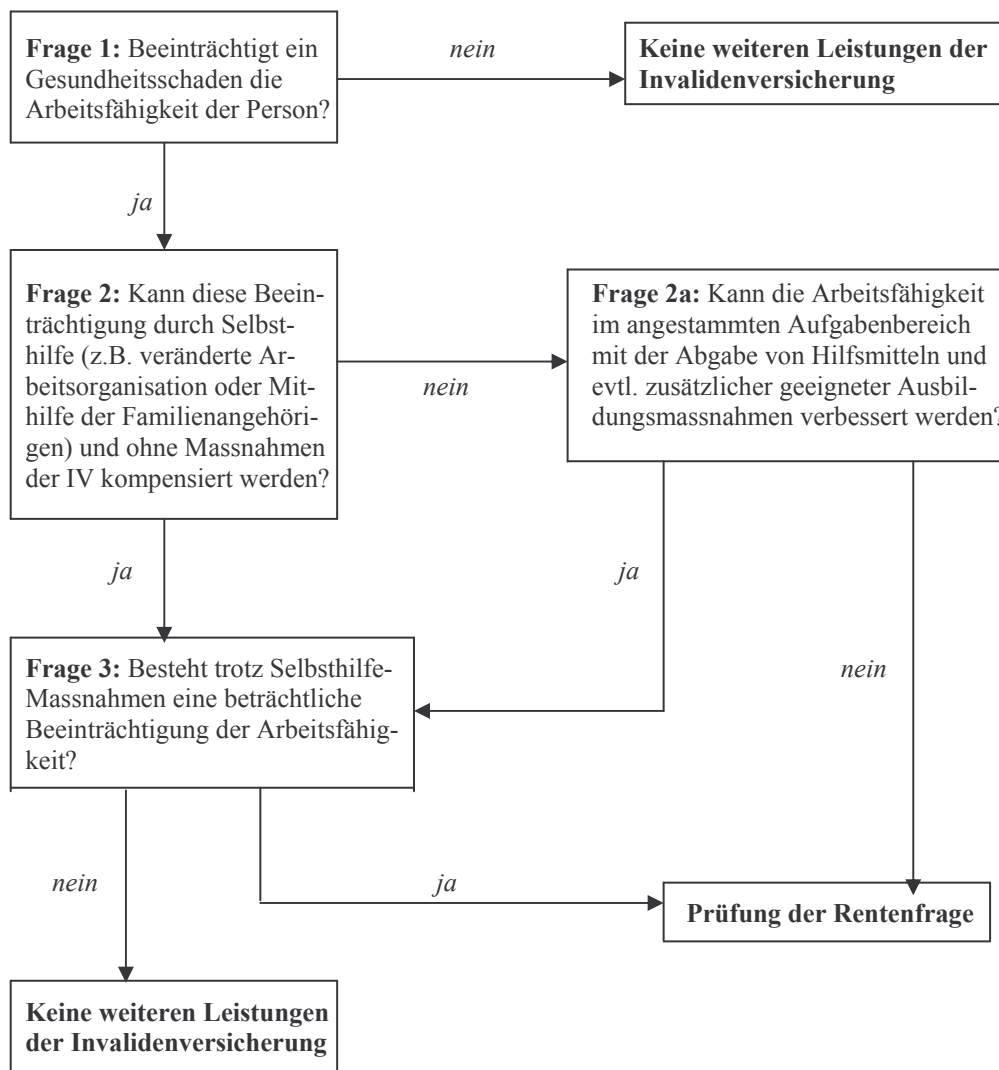 Frage 1: Beeinträchtigt ein
Gesundheitsschaden die
Arbeitsfähigkeit der Person?
nein
Keine weiteren Leistungen der
Invalidenversicherung
ja
Frage 2: Kann diese Beein-
trächtigung durch Selbst-
hilfe (z.B. veränderte Ar-
beitsorganisation oder Mit-
hilfe der Familienangehöri-
gen) und ohne Massnahmen
der IV kompensiert werden?
nein
Frage 2a: Kann die Arbeitsfähigkeit
im angestammten Aufgabenbereich
mit der Abgabe von Hilfsmitteln und
evtl. zusätzlicher geeigneter Ausbil-
dungsmassnahmen verbessert werden?
ja
ja
nein
Frage 3: Besteht trotz Selbsthilfe-
Massnahmen eine beträchtliche
Beeinträchtigung der Arbeitsfähig-
keit?
nein
ja
Prüfung der Rentenfrage
Keine weiteren Leistungen
der Invalidenversicherung